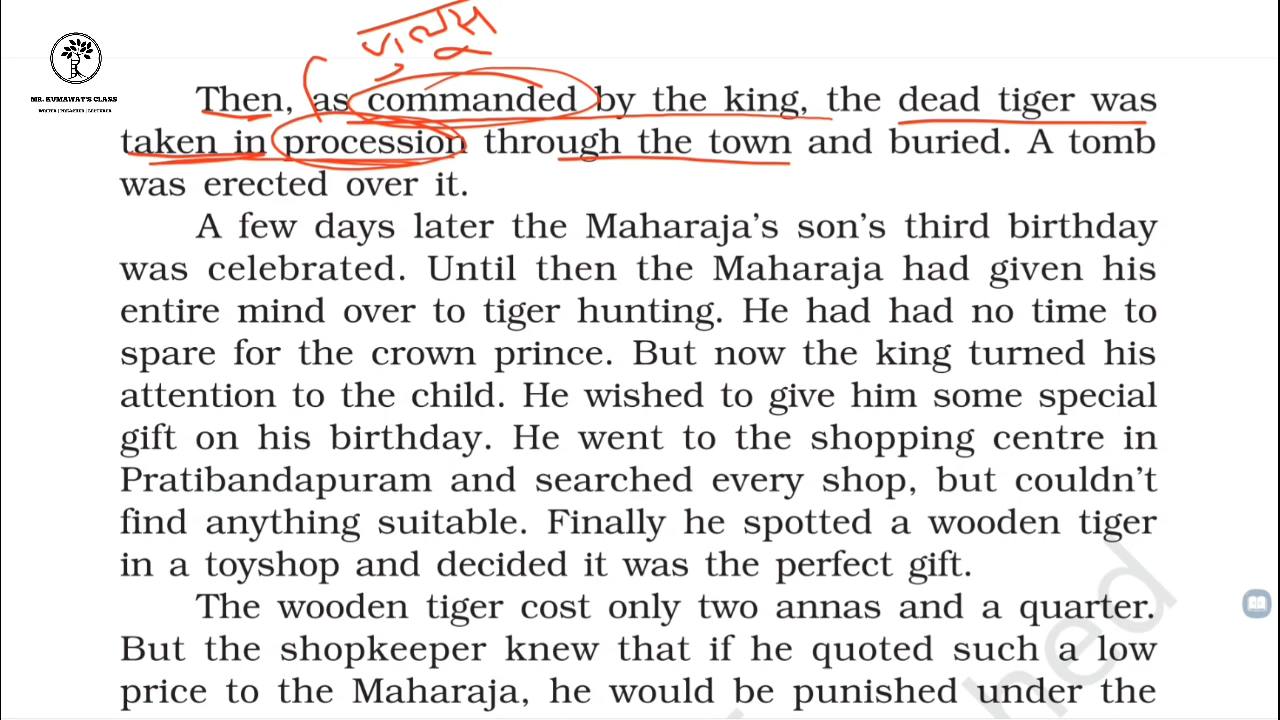 जुलूस
MR. KUMAWAT'S CLASS
Then, as commanded by the king, the dead tiger was
taken in procession through the town and buried. A tomb
was erected over it.
A few days later the Maharaja's son's third birthday
was celebrated. Until then the Maharaja had given his
entire mind over to tiger hunting. He had had no time to
spare for the crown prince. But now the king turned his
attention to the child. He wished to give him some special
gift on his birthday. He went to the shopping centre in
Pratibandapuram and searched every shop, but couldn't
find anything suitable. Finally he spotted a wooden tiger
in a toyshop and decided it was the perfect gift.
The wooden tiger cost only two annas and a quarter.
But the shopkeeper knew that if he quoted such a low
price to the Maharaja, he would be punished under the